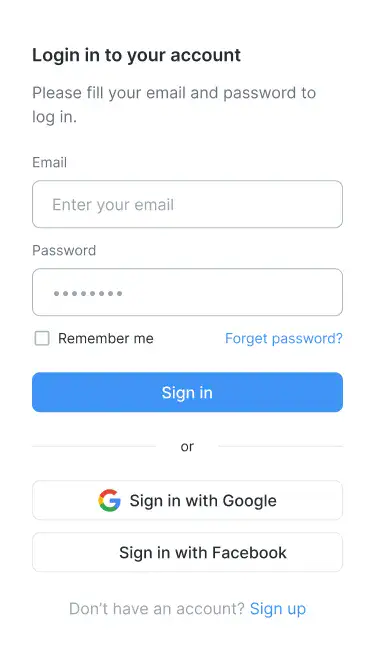 Login in to your account
Please fill your email and password to
log in.
Email
Enter your email
Password
••••••••
Remember me Forget password?
Sign in
or
Sign in with Google
Sign in with Facebook
Don't have an account? Sign up